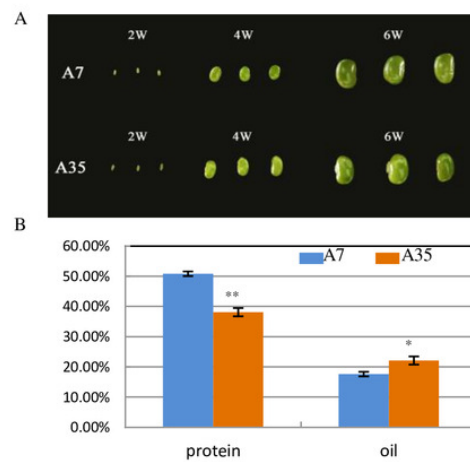 A
2W 4W 6W
A7
2W 4W 6W
A35
B
60.00%
A7 A35
50.00%
**
40.00%
30.00%
*
20.00%
10.00%
0.00%
protein oil